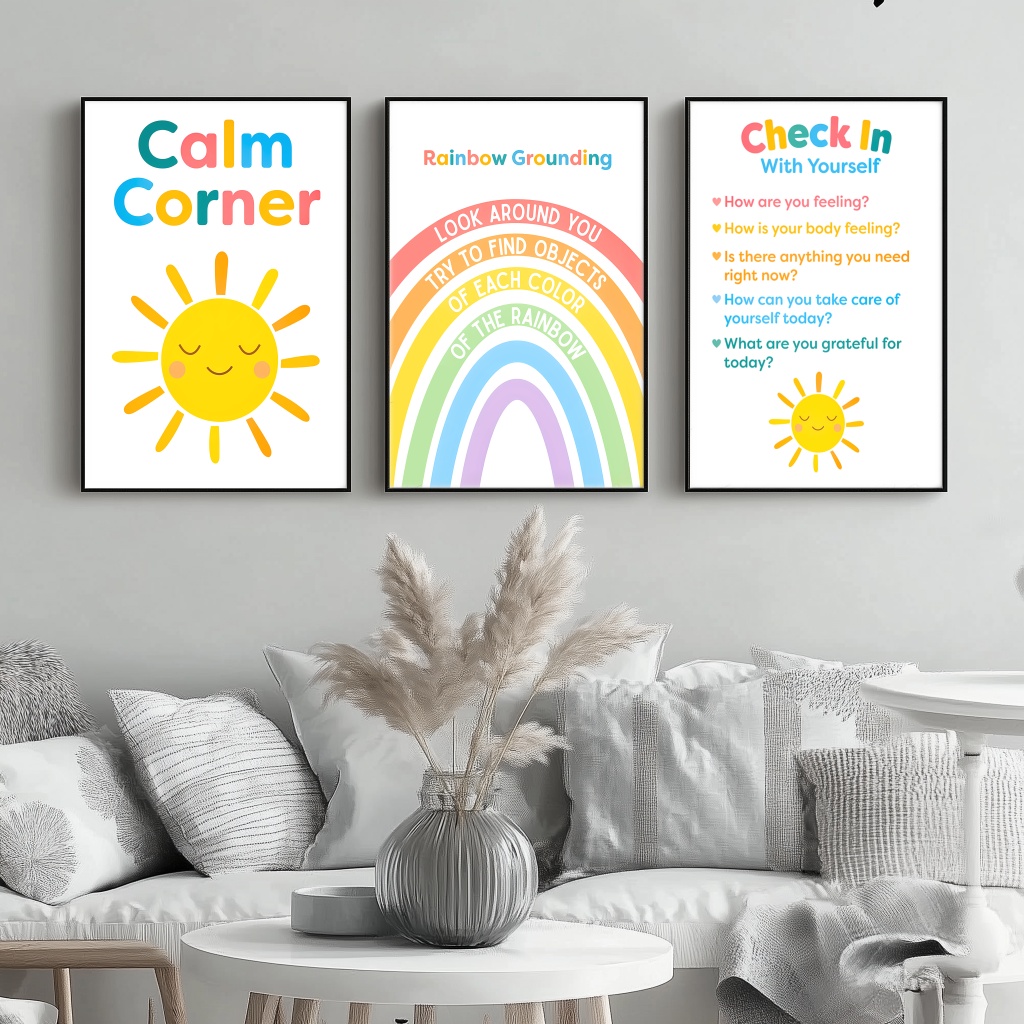 Calm
Corner
Rainbow Grounding
LOOK AROUND YOU
TRY TO FIND OBJECTS
OF EACH COLOR
OF THE RAINBOW
Check In
With Yourself
How are you feeling?
How is your body feeling?
Is there anything you need
right now?
How can you take care of
yourself today?
What are you grateful for
today?